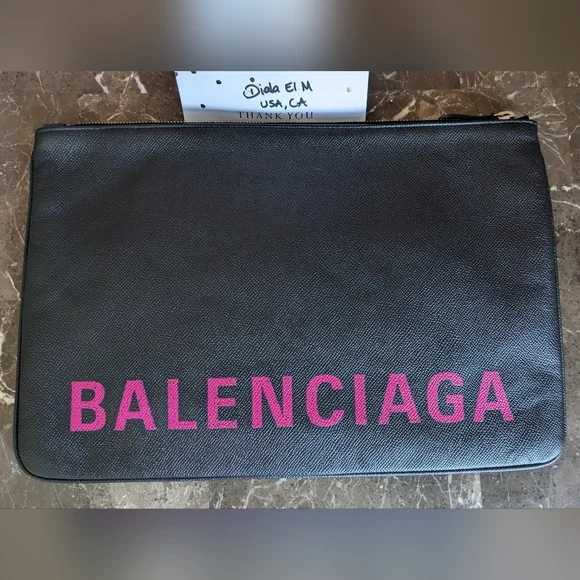 Diala El M
USA, CA
THANK YOU
BALENCIAGA